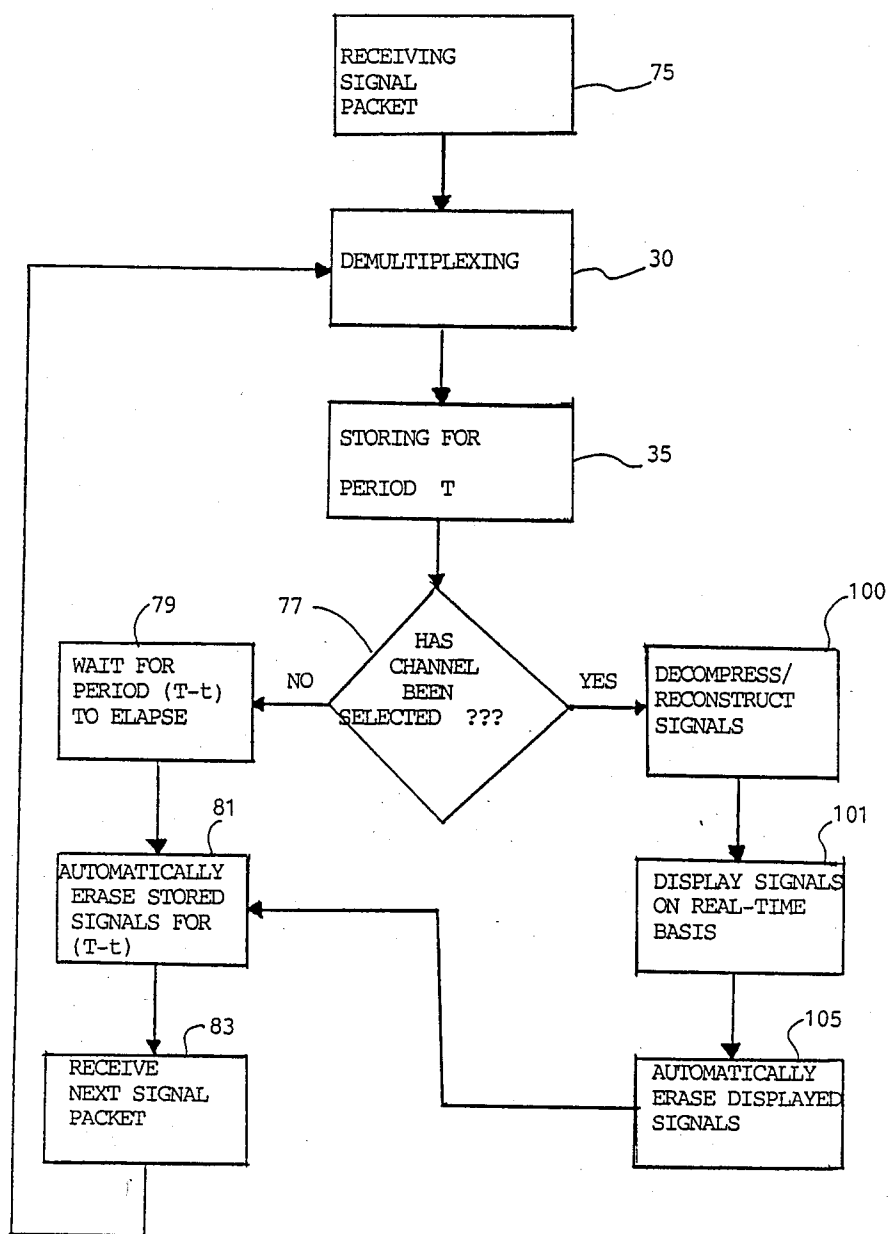 RECEIVING
SIGNAL
PACKET
75
DEMULTIPLEXING
30
STORING FOR
PERIOD T
35
77
HAS
CHANNEL
BEEN
SELECTED ???
NO
YES
79
WAIT FOR
PERIOD (T-t)
TO ELAPSE
100
DECOMPRESS/
RECONSTRUCT
SIGNALS
81
AUTOMATICALLY
ERASE STORED
SIGNALS FOR
(T-t)
101
DISPLAY SIGNALS
ON REAL-TIME
BASIS
83
RECEIVE
NEXT SIGNAL
PACKET
105
AUTOMATICALLY
ERASE DISPLAYED
SIGNALS